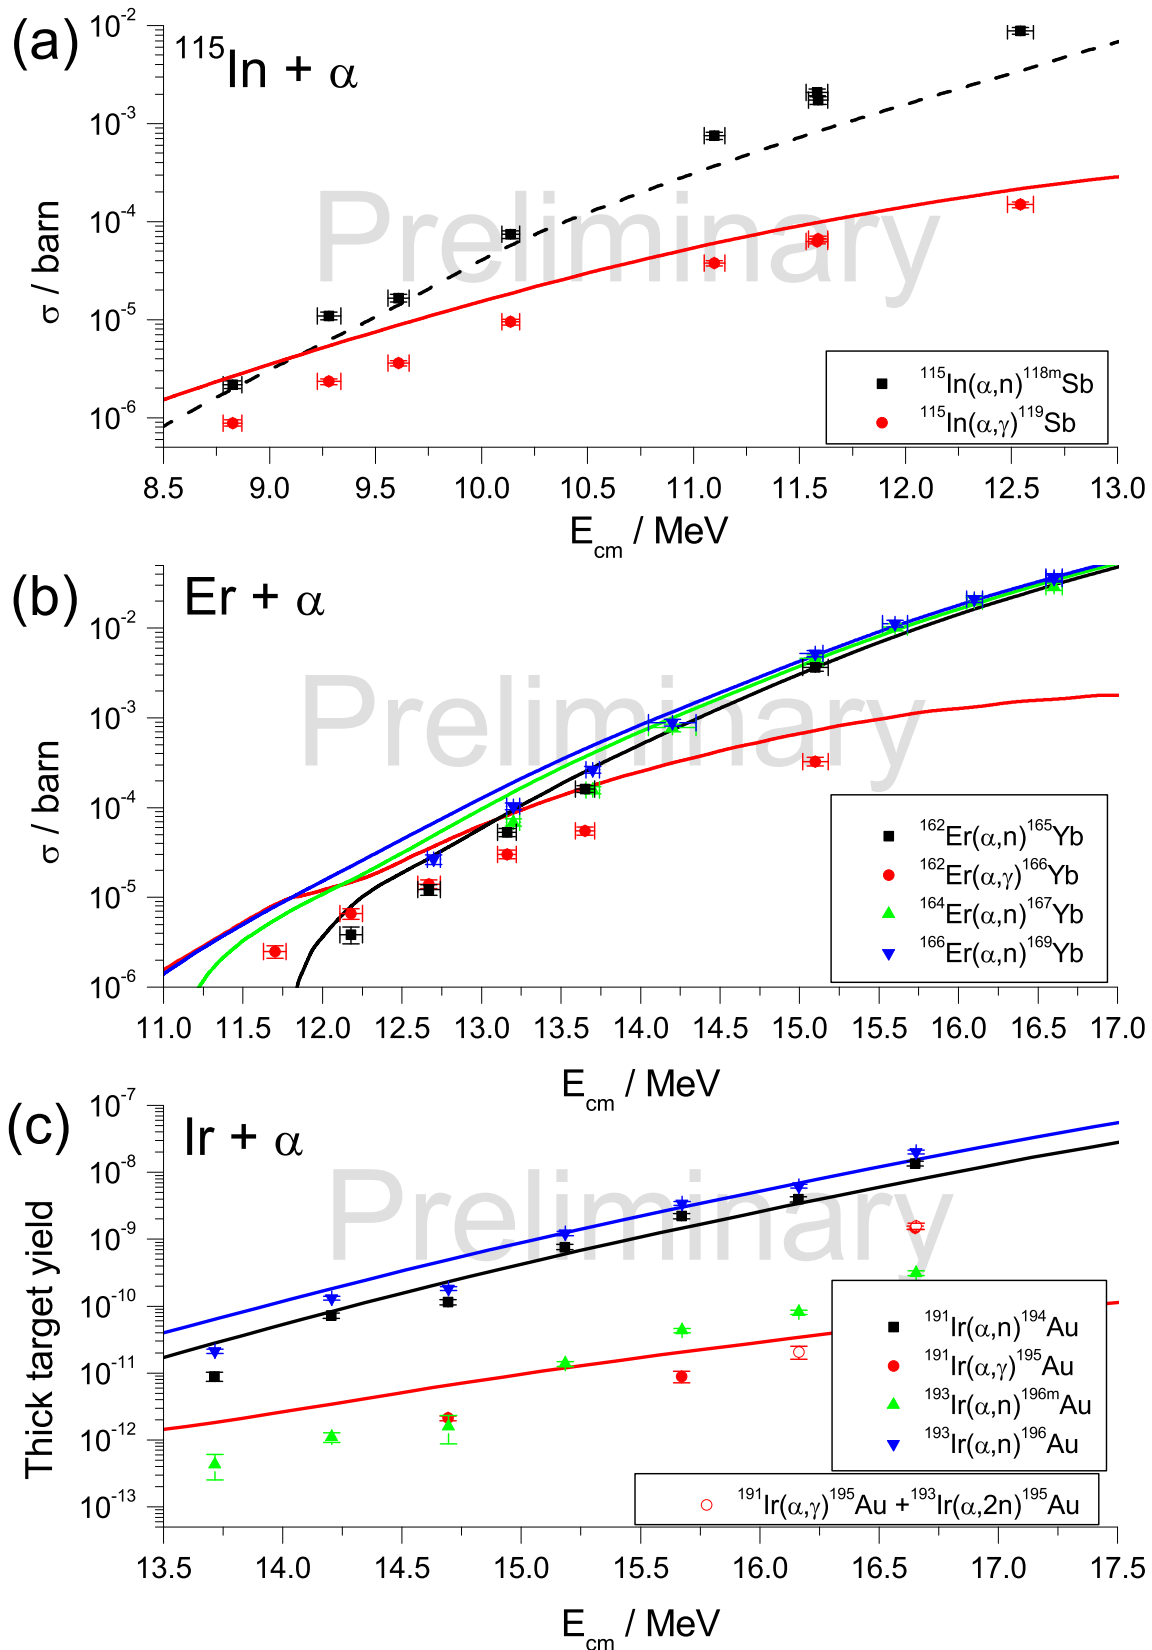 (a)
¹¹⁵In + α
Preliminary
10⁻²
10⁻³
10⁻⁴
10⁻⁵
10⁻⁶
σ / barn
¹¹⁵In(α,n)¹¹⁸ᵐSb
¹¹⁵In(α,γ)¹¹⁹Sb
8.5 9.0 9.5 10.0 10.5 11.0 11.5 12.0 12.5 13.0
E_cm / MeV
(b)
Er + α
Preliminary
10⁻²
10⁻³
10⁻⁴
10⁻⁵
10⁻⁶
σ / barn
¹⁶²Er(α,n)¹⁶⁵Yb
¹⁶²Er(α,γ)¹⁶⁶Yb
¹⁶⁴Er(α,n)¹⁶⁷Yb
¹⁶⁶Er(α,n)¹⁶⁹Yb
11.0 11.5 12.0 12.5 13.0 13.5 14.0 14.5 15.0 15.5 16.0 16.5 17.0
E_cm / MeV
(c)
Ir + α
Preliminary
10⁻⁷
10⁻⁸
10⁻⁹
10⁻¹⁰
10⁻¹¹
10⁻¹²
10⁻¹³
Thick target yield
¹⁹¹Ir(α,n)¹⁹⁴Au
¹⁹¹Ir(α,γ)¹⁹⁵Au
¹⁹³Ir(α,n)¹⁹⁶ᵐAu
¹⁹³Ir(α,n)¹⁹⁶Au
¹⁹¹Ir(α,γ)¹⁹⁵Au + ¹⁹³Ir(α,2n)¹⁹⁵Au
13.5 14.0 14.5 15.0 15.5 16.0 16.5 17.0 17.5
E_cm / MeV